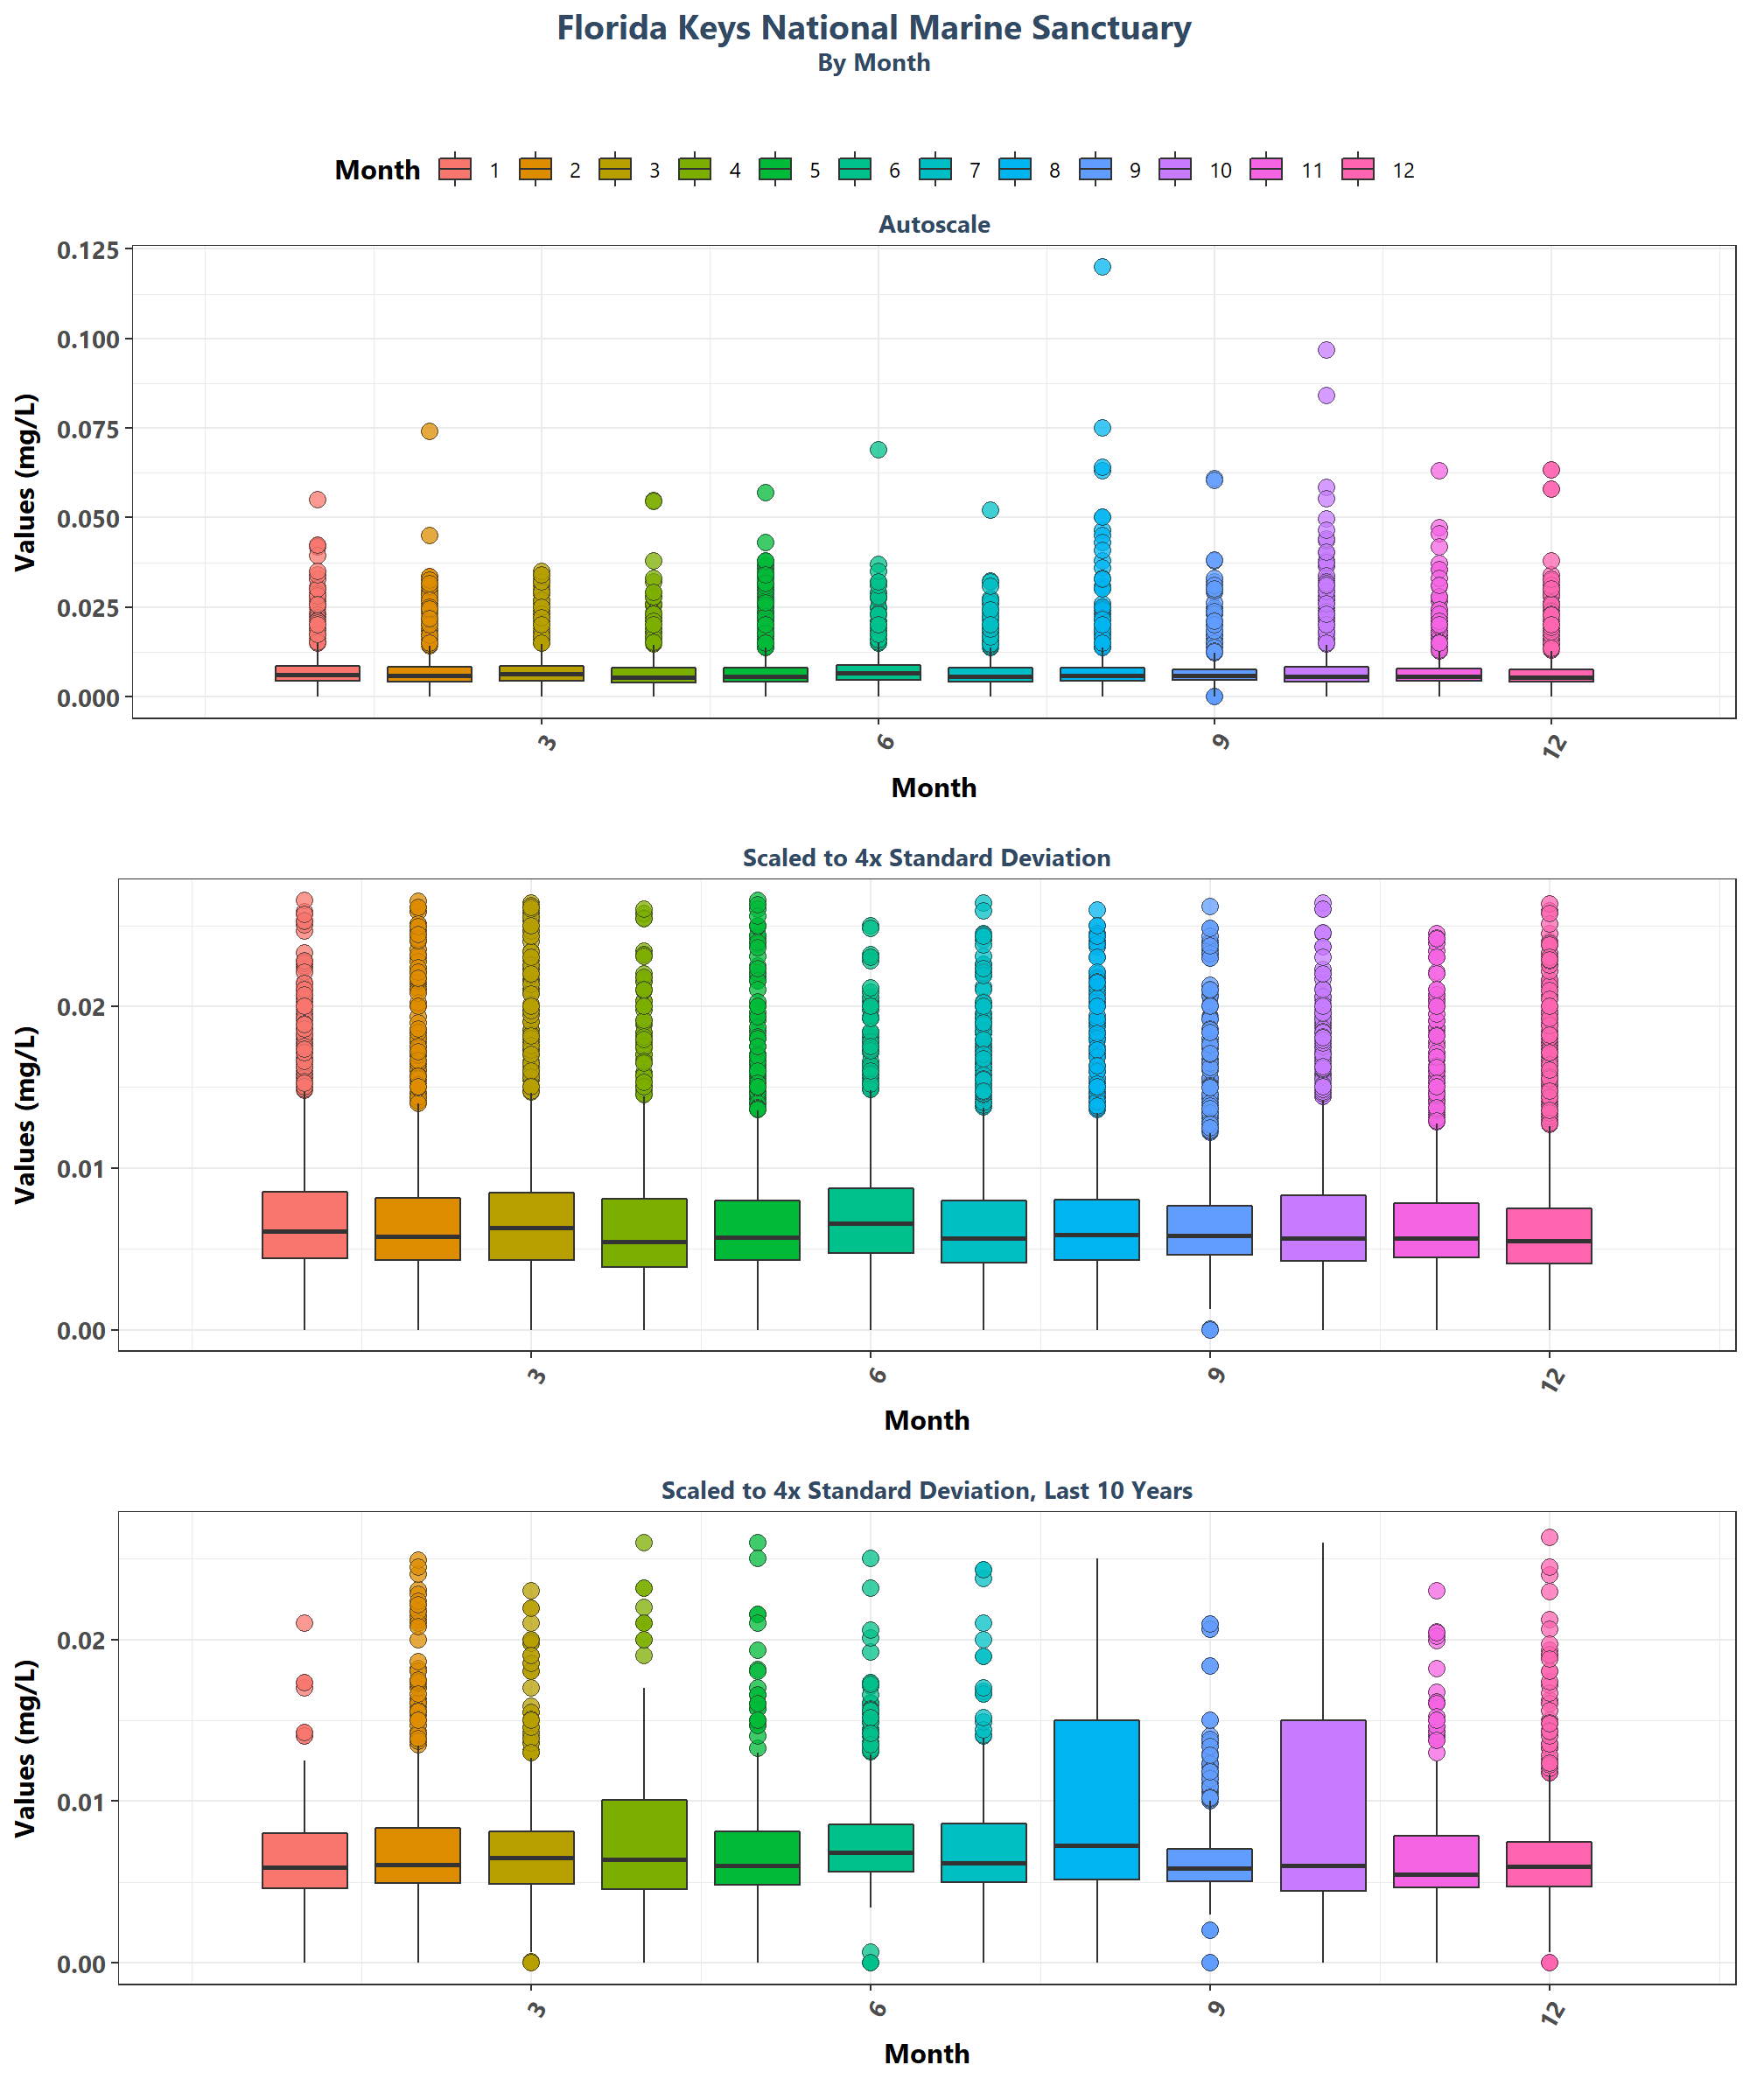 Florida Keys National Marine Sanctuary
By Month
Month 1 2 3 4 5 6 7 8 9 10 11 12
Autoscale
0.125
0.100
0.075
0.050
0.025
0.000
Values (mg/L)
3 6 9 12
Month
Scaled to 4x Standard Deviation
0.02
0.01
0.00
Values (mg/L)
3 6 9 12
Month
Scaled to 4x Standard Deviation, Last 10 Years
0.02
0.01
0.00
Values (mg/L)
3 6 9 12
Month